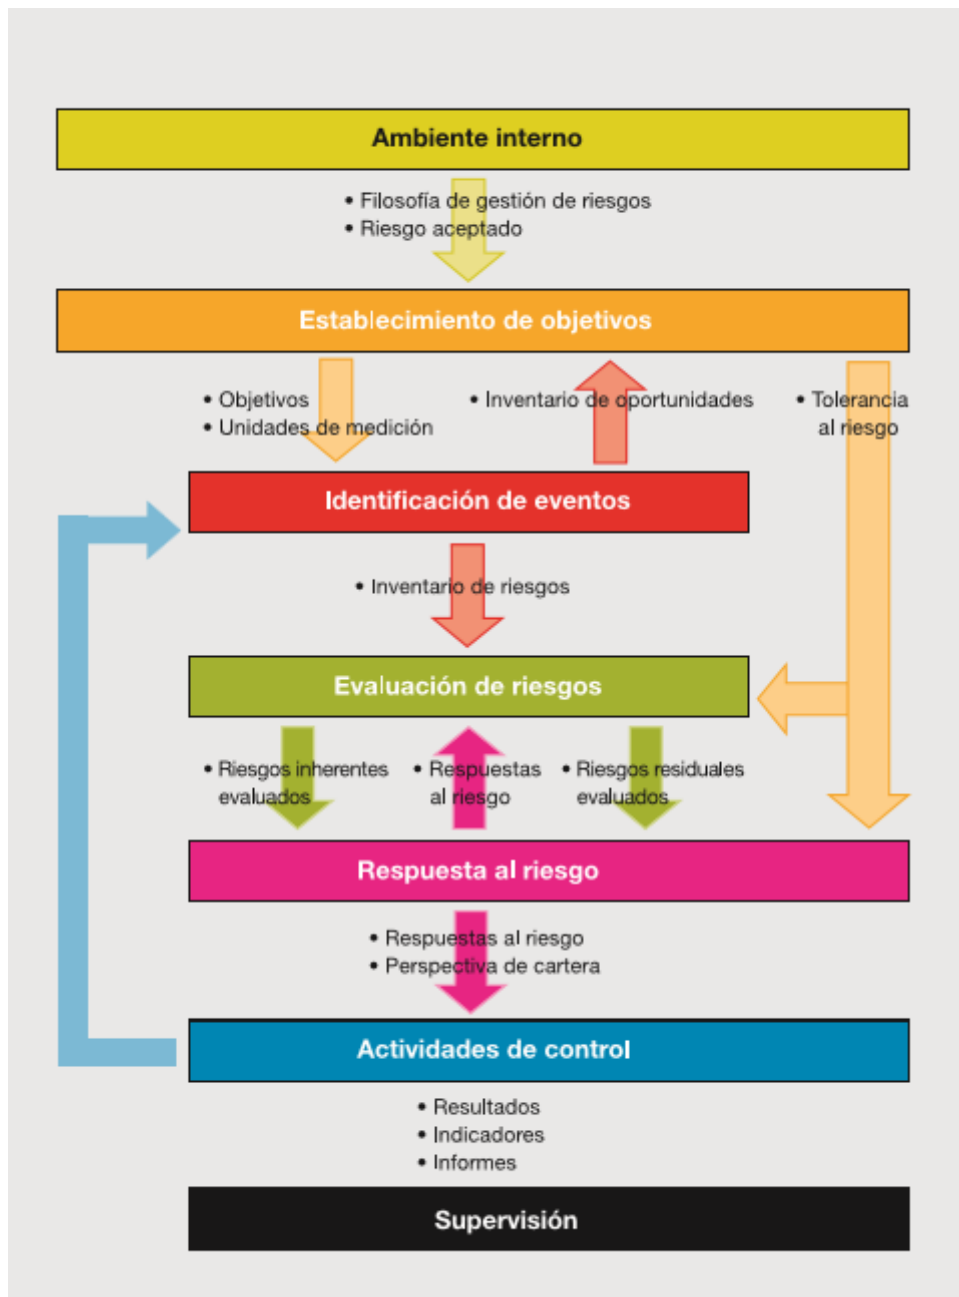 Ambiente interno
• Filosofía de gestión de riesgos
• Riesgo aceptado
Establecimiento de objetivos
• Objetivos
• Unidades de medición
• Inventario de oportunidades
• Tolerancia
al riesgo
Identificación de eventos
• Inventario de riesgos
Evaluación de riesgos
• Riesgos inherentes
evaluados
• Respuestas
al riesgo
• Riesgos residuales
evaluados
Respuesta al riesgo
• Respuestas al riesgo
• Perspectiva de cartera
Actividades de control
• Resultados
• Indicadores
• Informes
Supervisión